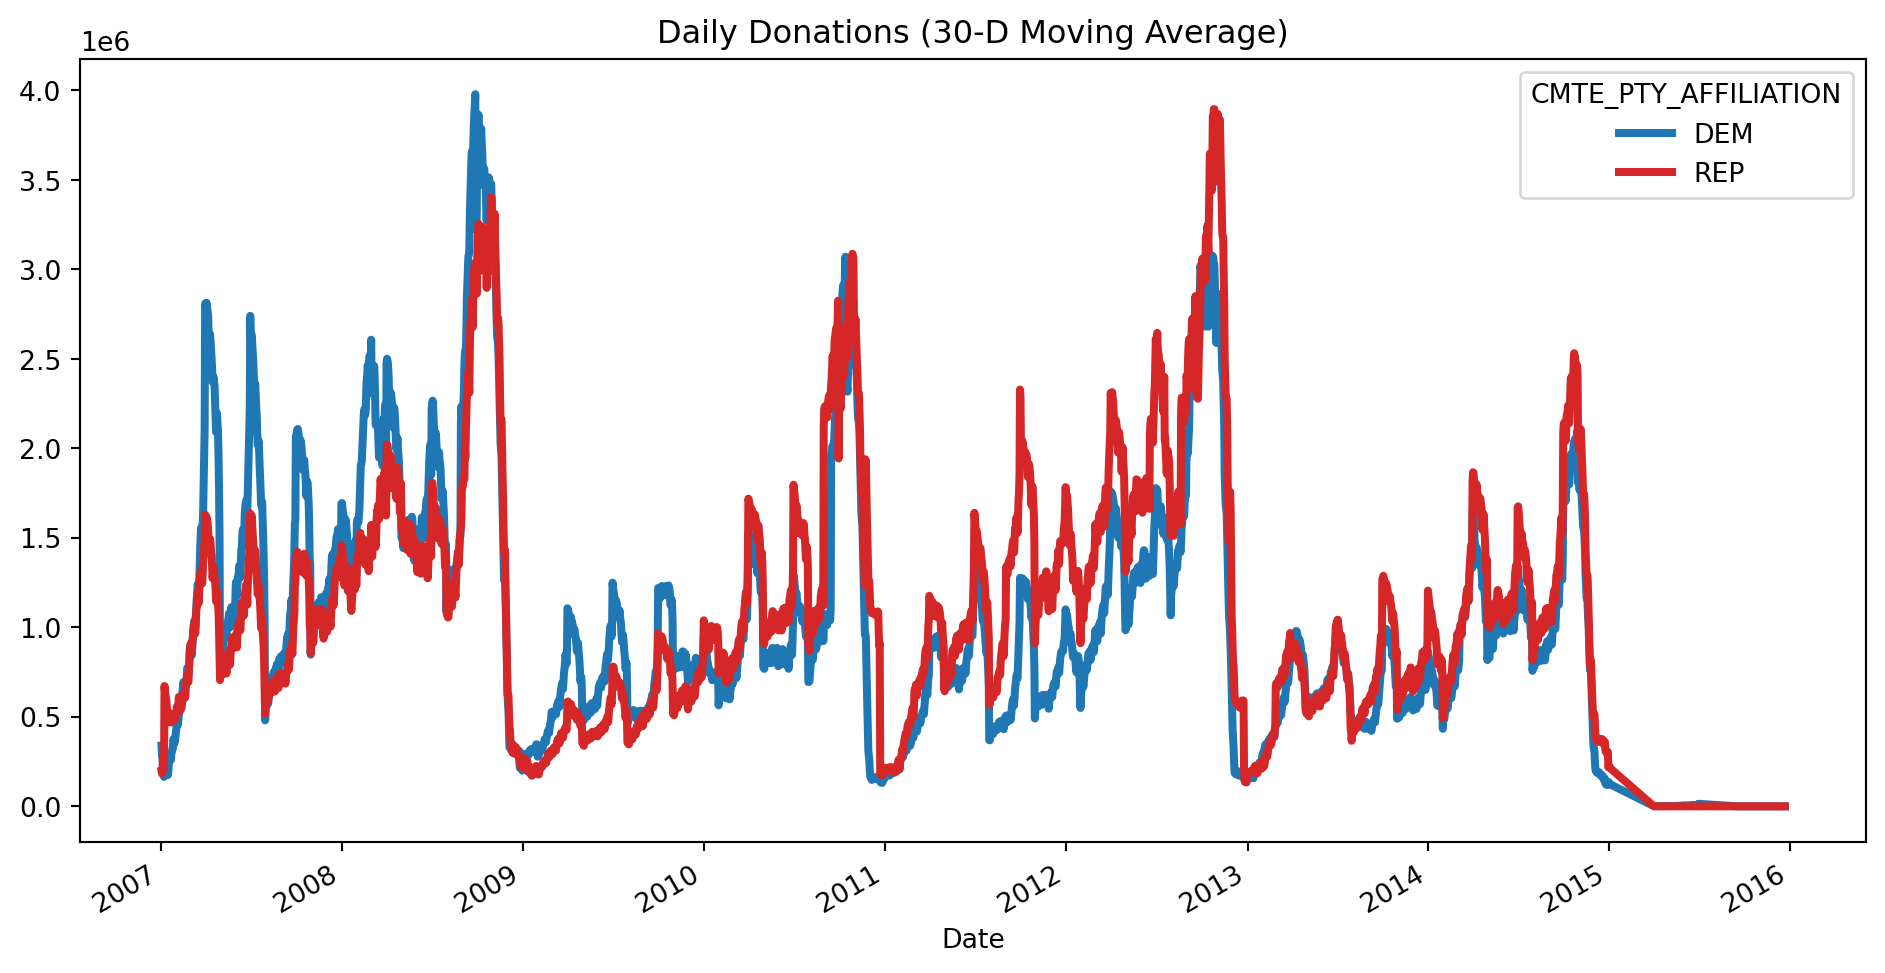 Daily Donations (30-D Moving Average)
1e6
4.0
3.5
3.0
2.5
2.0
1.5
1.0
0.5
0.0
CMTE_PTY_AFFILIATION
DEM
REP
2007 2008 2009 2010 2011 2012 2013 2014 2015 2016
Date